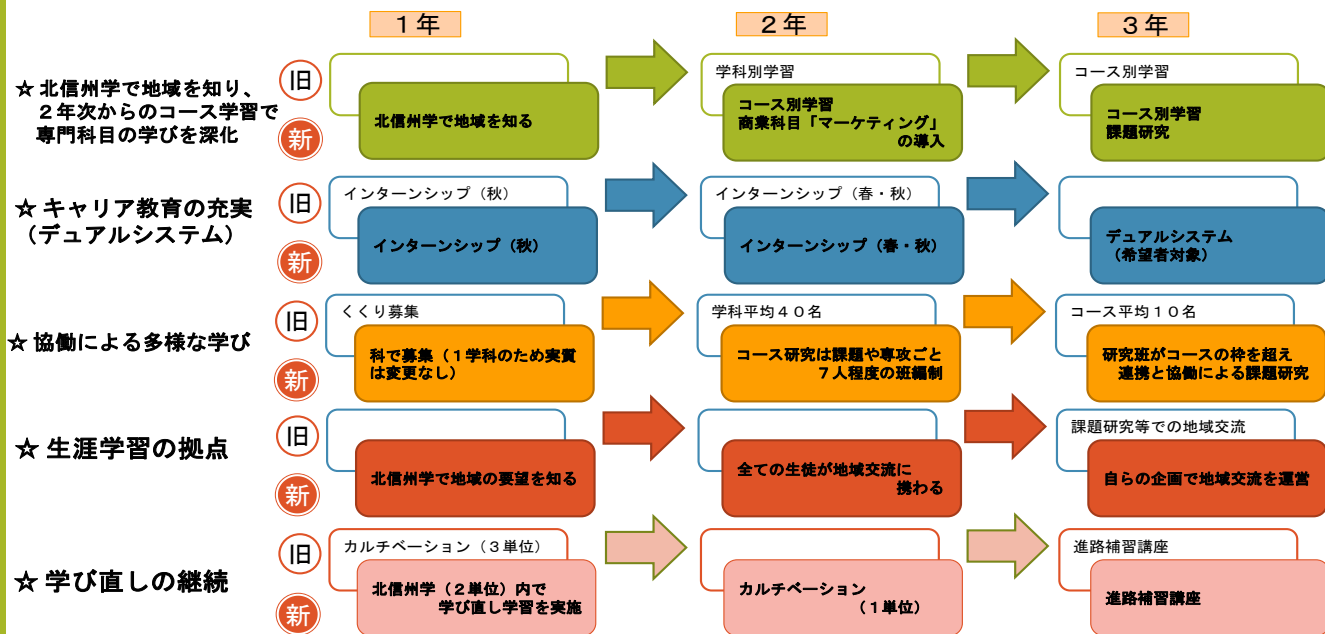 １年
２年
３年
☆ 北信州学で地域を知り、
２年次からのコース学習で
専門科目の学びを深化
旧
新
北信州学で地域を知る
学科別学習
コース別学習
商業科目「マーケティング」
の導入
コース別学習
コース別学習
課題研究
☆ キャリア教育の充実
（デュアルシステム）
旧
新
インターンシップ（秋）
インターンシップ（秋）
インターンシップ（春・秋）
インターンシップ（春・秋）
デュアルシステム
（希望者対象）
☆ 協働による多様な学び
旧
新
くくり募集
科で募集（１学科のため実質
は変更なし）
学科平均４０名
コース研究は課題や専攻ごと
７人程度の班編制
コース平均１０名
研究班がコースの枠を超え
連携と協働による課題研究
☆ 生涯学習の拠点
旧
新
北信州学で地域の要望を知る
全ての生徒が地域交流に
携わる
課題研究等での地域交流
自らの企画で地域交流を運営
☆ 学び直しの継続
旧
新
カルチベーション（３単位）
北信州学（２単位）内で
学び直し学習を実施
カルチベーション
（１単位）
進路補習講座
進路補習講座